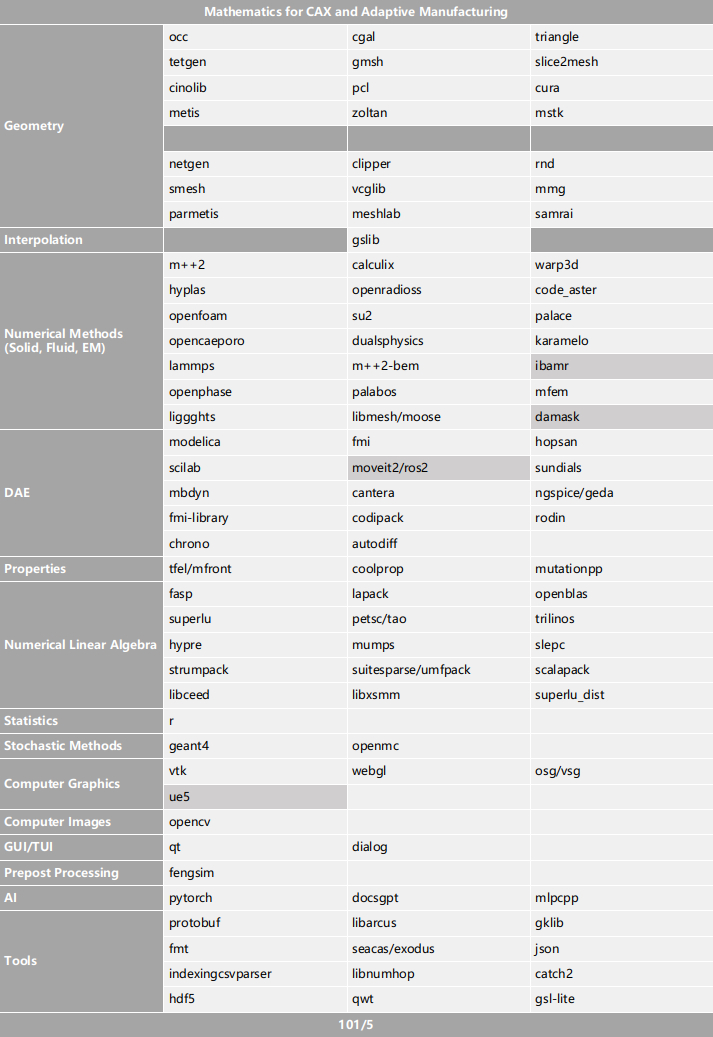 Mathematics for CAX and Adaptive Manufacturing
Geometry
occ cgal triangle
tetgen gmsh slice2mesh
cinolib pcl cura
metis zoltan mstk
netgen clipper rnd
smesh vcglib mmg
parmetis meshlab samrai
Interpolation gslib
Numerical Methods
(Solid, Fluid, EM)
m++2 calculix warp3d
hyplas openradioss code_aster
openfoam su2 palace
opencaeporo dualsphysics karamelo
lammps m++2-bem ibamr
openphase palabos mfem
liggghts libmesh/moose damask
DAE
modelica fmi hopsan
scilab moveit2/ros2 sundials
mbdyn cantera ngspice/geda
fmi-library codipack rodin
chrono autodiff
Properties tfel/mfront coolprop mutationpp
Numerical Linear Algebra
fasp lapack openblas
superlu petsc/tao trilinos
hypre mumps slepc
strumpack suitesparse/umfpack scalapack
libceed libxsmm superlu_dist
Statistics r
Stochastic Methods geant4 openmc
Computer Graphics
vtk webgl osg/vsg
ue5
Computer Images opencv
GUI/TUI qt dialog
Prepost Processing fengsim
AI pytorch docsgpt mlpcpp
Tools
protobuf libarcus gklib
fmt seacas/exodus json
indexingcsvparser libnumhop catch2
hdf5 qwt gsl-lite
101/5